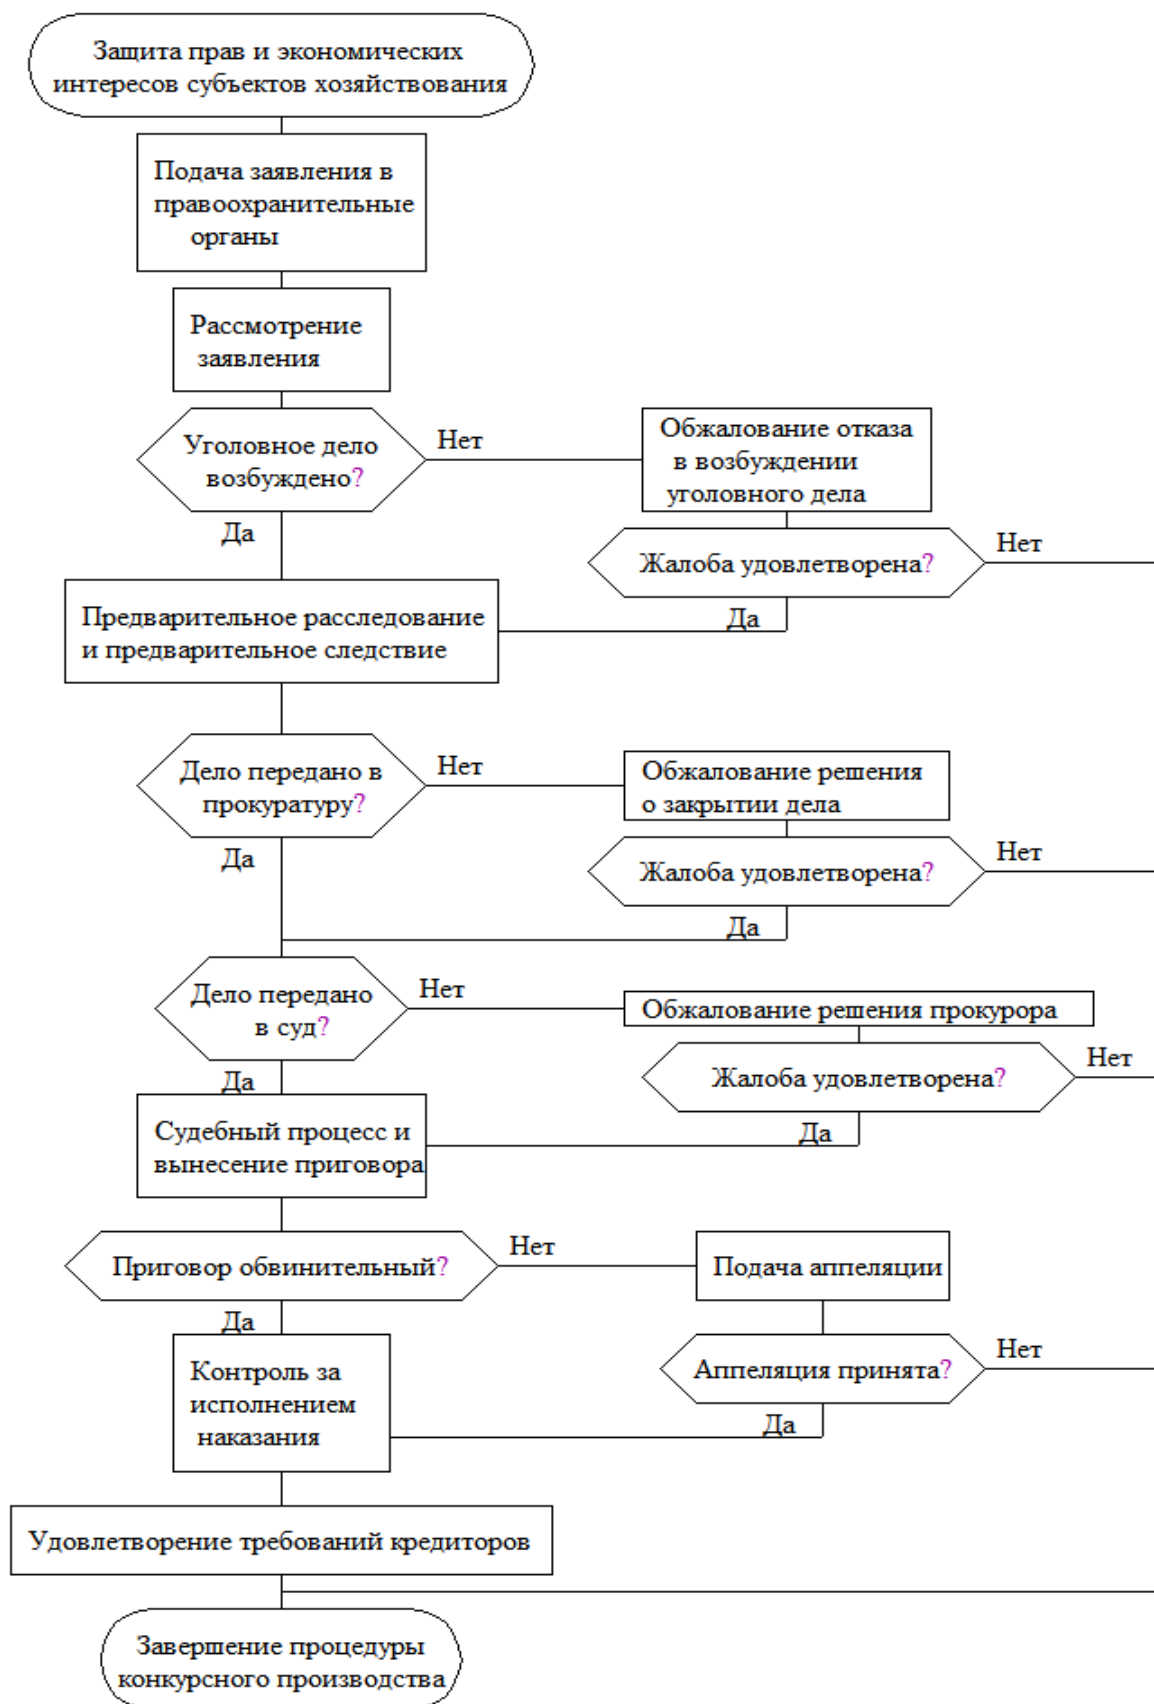 Защита прав и экономических
интересов субъектов хозяйствования
Подача заявления в
правоохранительные
органы
Рассмотрение
заявления
Уголовное дело
возбуждено?
Нет
Обжалование отказа
в возбуждении
уголовного дела
Да
Жалоба удовлетворена?
Нет
Да
Предварительное расследование
и предварительное следствие
Дело передано в
прокуратуру?
Нет
Обжалование решения
о закрытии дела
Да
Жалоба удовлетворена?
Нет
Да
Дело передано
в суд?
Нет
Обжалование решения прокурора
Да
Жалоба удовлетворена?
Нет
Да
Судебный процесс и
вынесение приговора
Приговор обвинительный?
Нет
Подача аппеляции
Да
Аппеляция принята?
Нет
Да
Контроль за
исполнением
наказания
Удовлетворение требований кредиторов
Завершение процедуры
конкурсного производства